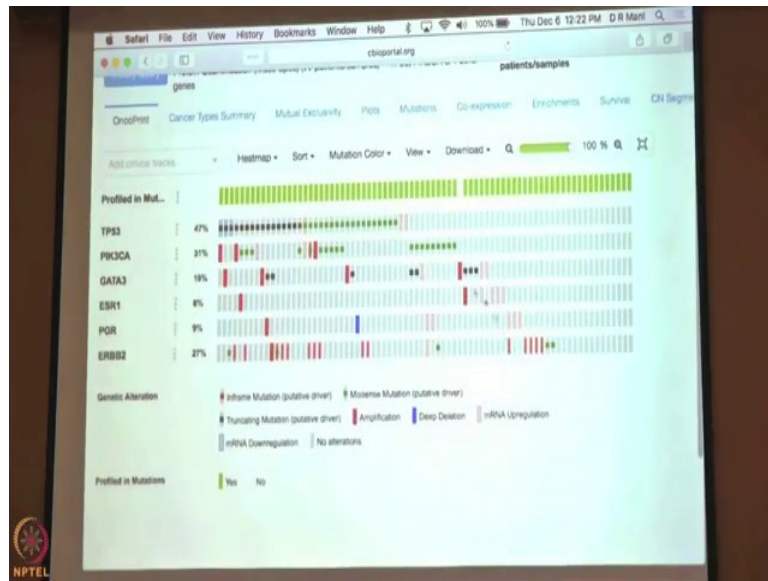 Safari File Edit View History Bookmarks Window Help 100% Thu Dec 6 12:22 PM D R Mani
cbioportal.org
genes
patients/samples
OncoPrint Cancer Types Summary Mutual Exclusivity Plots Mutations Co-expression Enrichments Survival CN Segm
Add clinical tracks Heatmap Sort Mutation Color View Download 100 %
Profiled in Mut...
TP53 47%
PIK3CA 31%
GATA3 19%
ESR1
PGR 9%
ERBB2 27%
Genetic Alteration Inframe Mutation (putative driver) Missense Mutation (putative driver)
Truncating Mutation (putative driver) Amplification Deep Deletion mRNA Upregulation
mRNA Downregulation No alterations
Profiled in Mutations Yes No
NPTEL